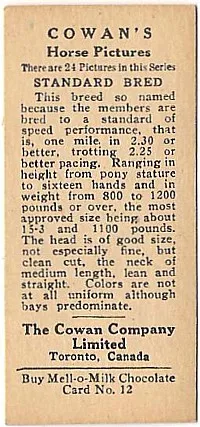 COWAN'S
Horse Pictures
There are 24 Pictures in this Series
STANDARD BRED
This breed so named
because the members are
bred to a standard of
speed performance, that
is, one mile in 2.30 or
better, trotting 2.25 or
better pacing. Ranging in
height from pony stature
to sixteen hands and in
weight from 800 to 1200
pounds or over, the most
approved size being about
15-3 and 1100 pounds.
The head is of good size,
not especially fine, but
clean cut, the neck of
medium length, lean and
straight. Colors are not
at all uniform although
bays predominate.
The Cowan Company
Limited
Toronto, Canada
Buy Mell-o-Milk Chocolate
Card No. 12